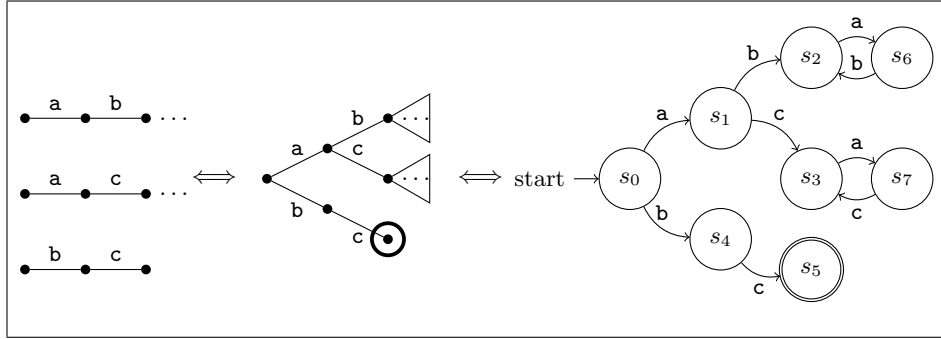 a b ...
a c ...
b c
⟺
a b ...
c ...
b
c
⟺
start s0
a s1
b s2 a s6
b
c s3 a s7
c
b s4
c s5